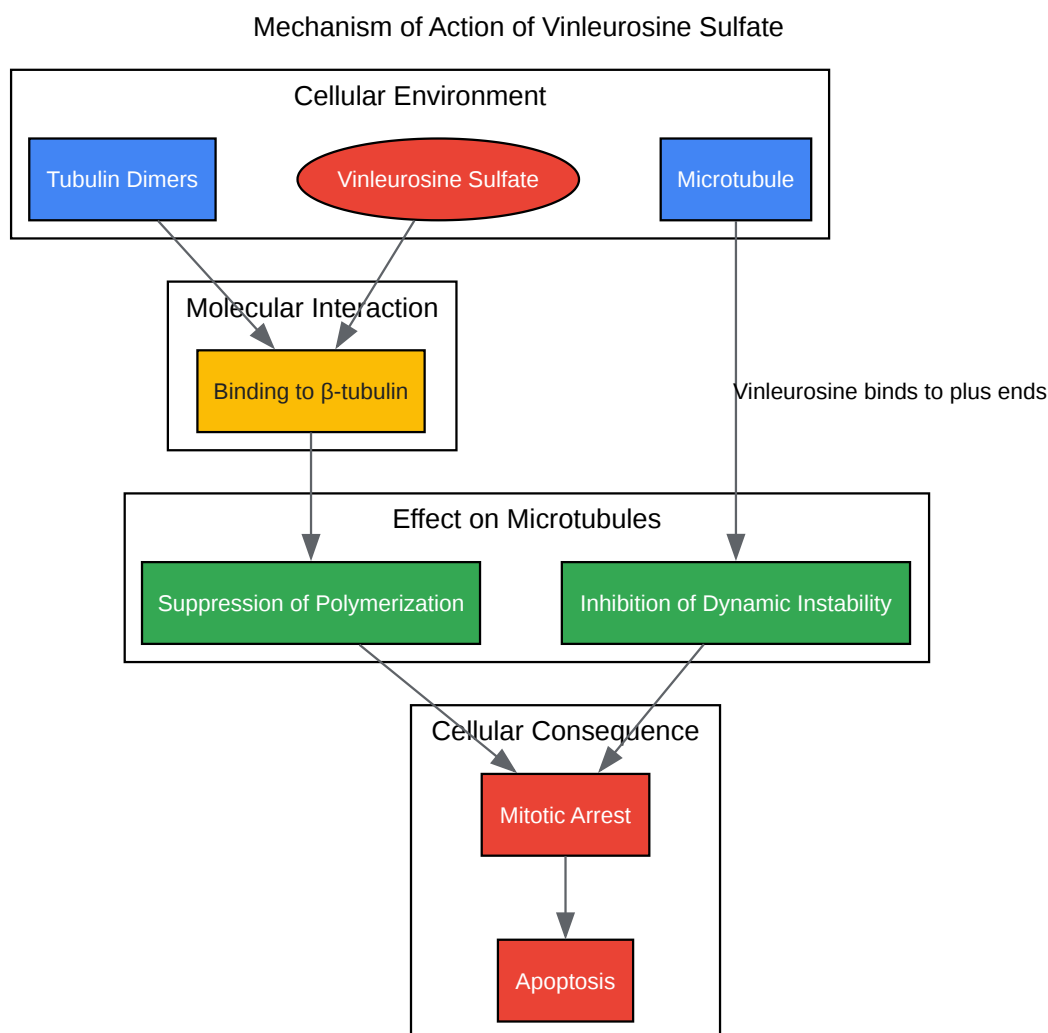 Mechanism of Action of Vinleurosine Sulfate
Cellular Environment
Tubulin Dimers
Vinleurosine Sulfate
Microtubule
Molecular Interaction
Binding to β-tubulin
Vinleurosine binds to plus ends
Effect on Microtubules
Suppression of Polymerization
Inhibition of Dynamic Instability
Cellular Consequence
Mitotic Arrest
Apoptosis